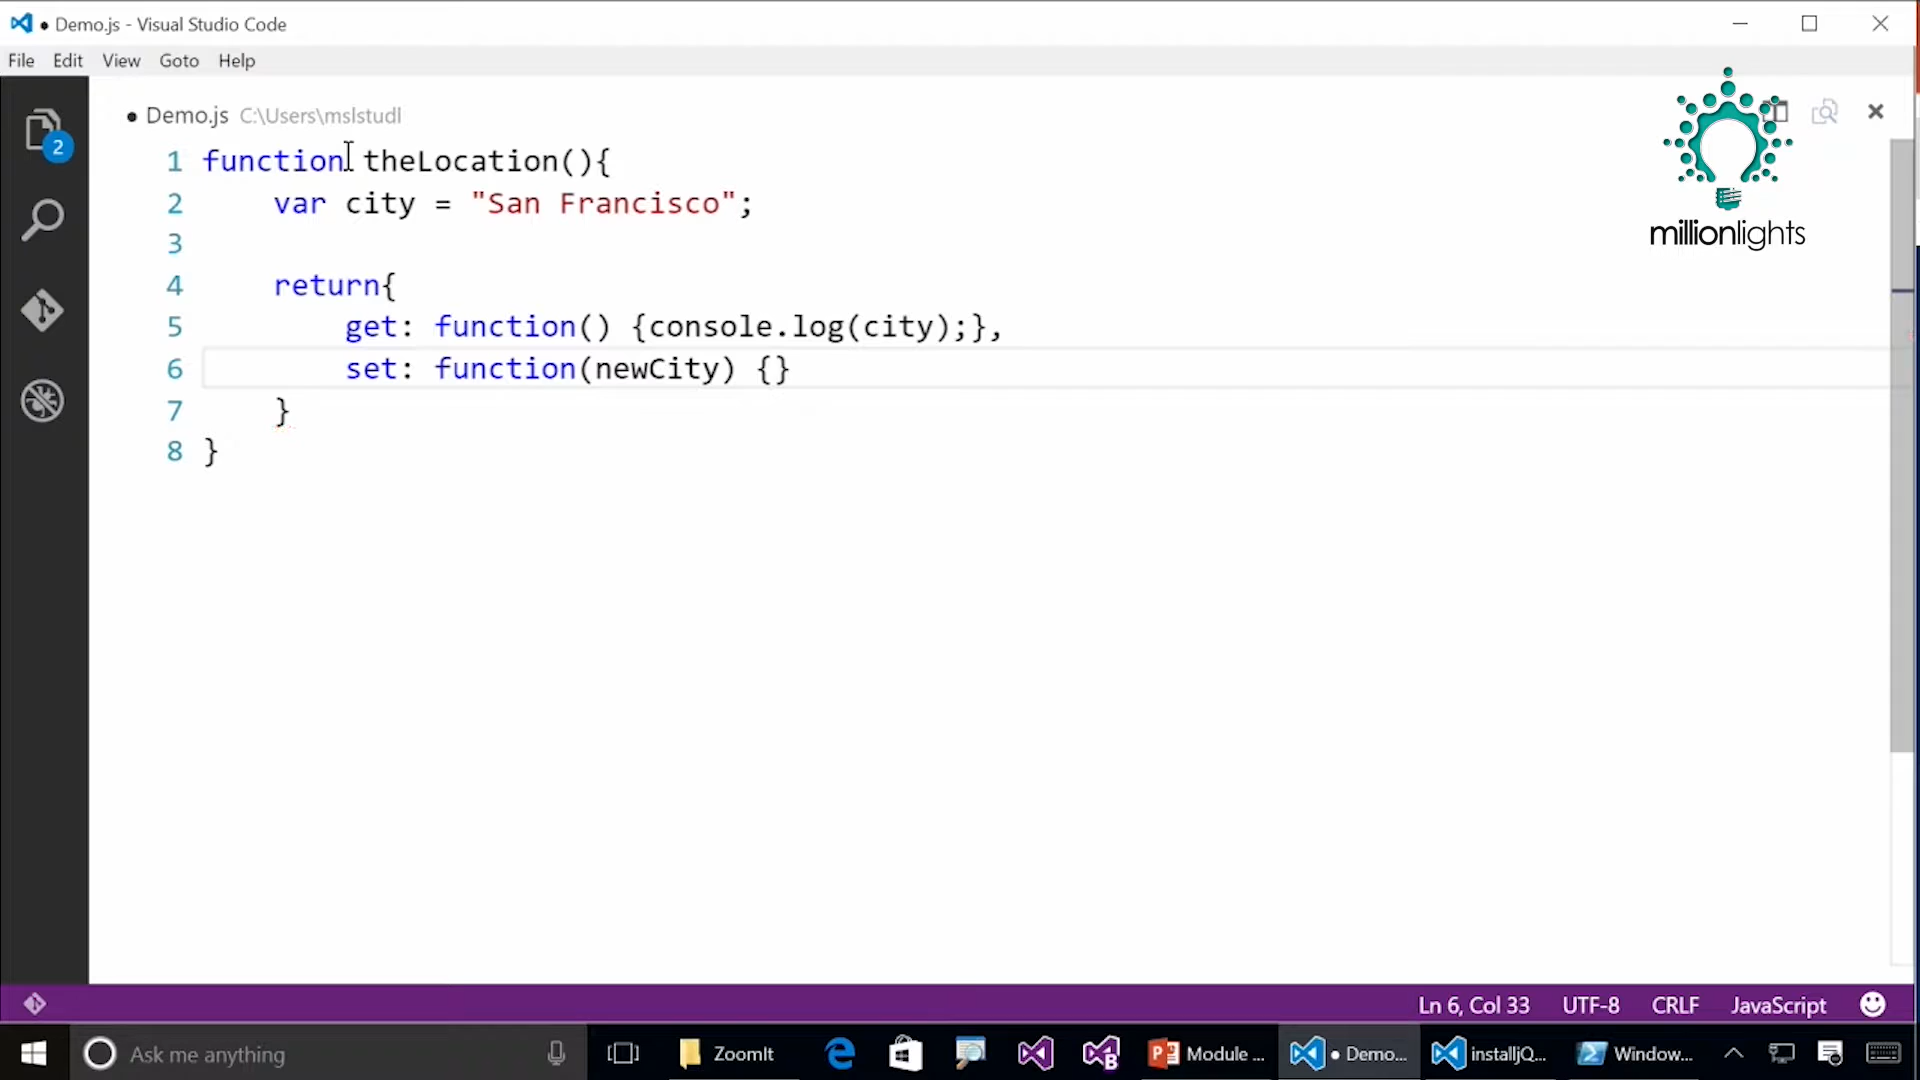 Demo.js - Visual Studio Code
File Edit View Goto Help
Demo.js C:\Users\mslstudl
millionlights
1 function theLocation(){
2 var city = "San Francisco";
3
4 return{
5 get: function() {console.log(city);},
6 set: function(newCity) {}
7 }
8 }
2
Ln 6, Col 33 UTF-8 CRLF JavaScript
Ask me anything ZoomIt Module ... Demo... installjQ... Window...